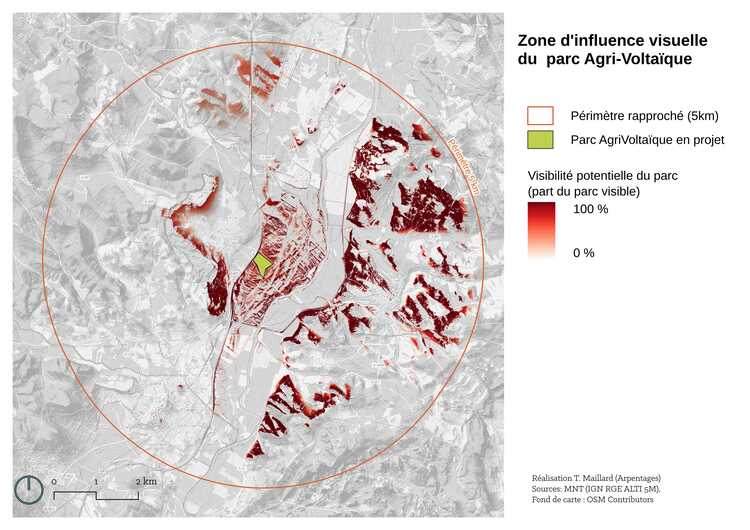 Zone d'influence visuelle
du parc Agri-Voltaïque
Périmètre rapproché (5km)
Parc AgriVoltaïque en projet
Visibilité potentielle du parc
(part du parc visible)
100 %
0 %
Périmètre 5 km
0 1 2 km
Réalisation T. Maillard (Arpentages)
Sources: MNT (IGN RGE ALTI 5M),
Fond de carte : OSM Contributors